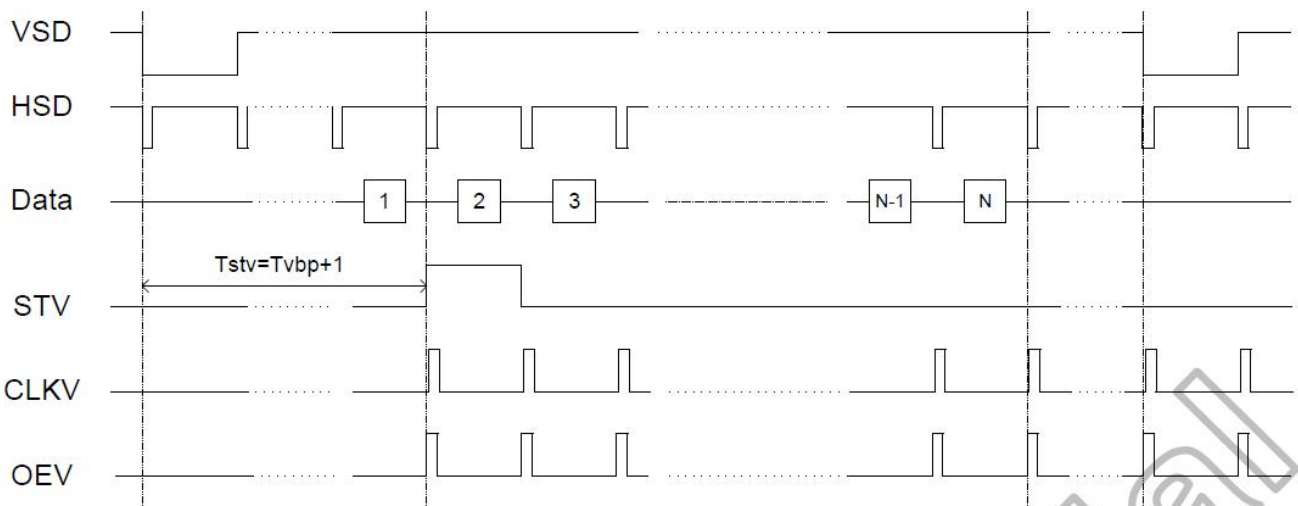 VSD
HSD
Data
1
2
3
N-1
N
Tstv=Tvbp+1
STV
CLKV
OEV